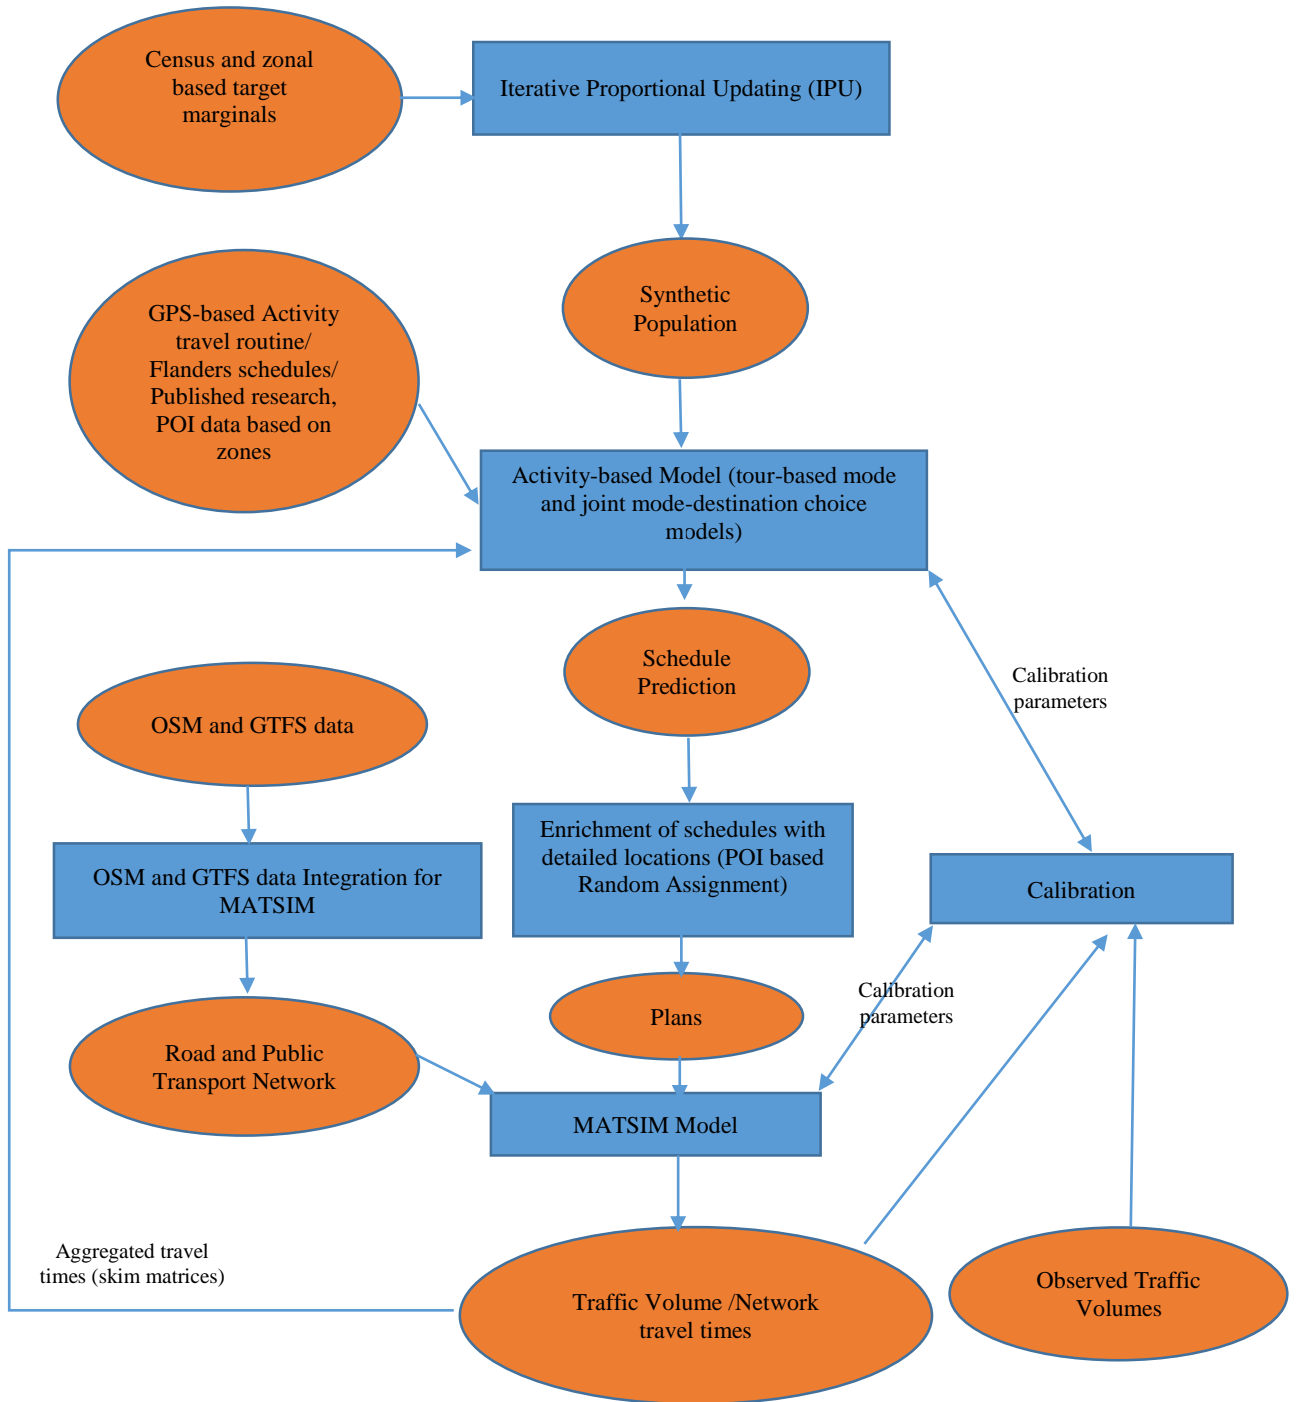 Census and zonal
based target
marginals
Iterative Proportional Updating (IPU)
Synthetic
Population
GPS-based Activity
travel routine/
Flanders schedules/
Published research,
POI data based on
zones
Activity-based Model (tour-based mode
and joint mode-destination choice
models)
Schedule
Prediction
Calibration
parameters
OSM and GTFS data
Enrichment of schedules with
detailed locations (POI based
Random Assignment)
OSM and GTFS data Integration for
MATSIM
Calibration
Calibration
parameters
Plans
Road and Public
Transport Network
MATSIM Model
Aggregated travel
times (skim matrices)
Traffic Volume /Network
travel times
Observed Traffic
Volumes